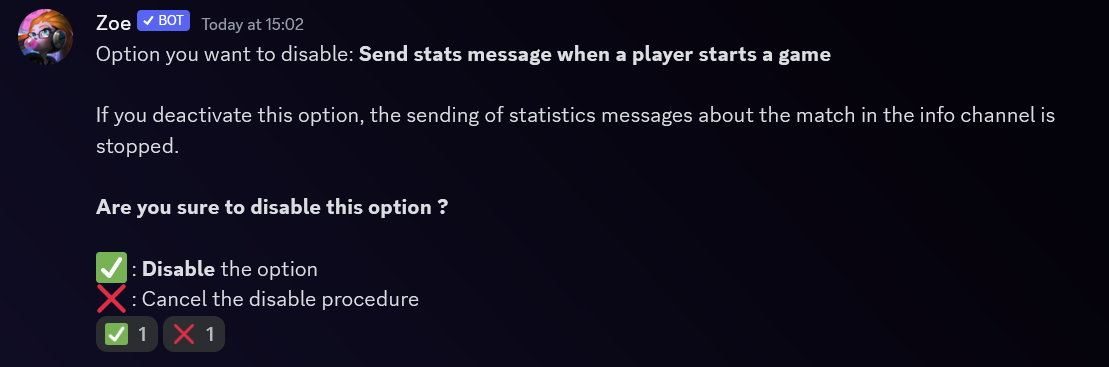 Zoe ✓ BOT Today at 15:02
Option you want to disable: Send stats message when a player starts a game
If you deactivate this option, the sending of statistics messages about the match in the info channel is
stopped.
Are you sure to disable this option ?
✅ : Disable the option
❌ : Cancel the disable procedure
✅ 1 ❌ 1